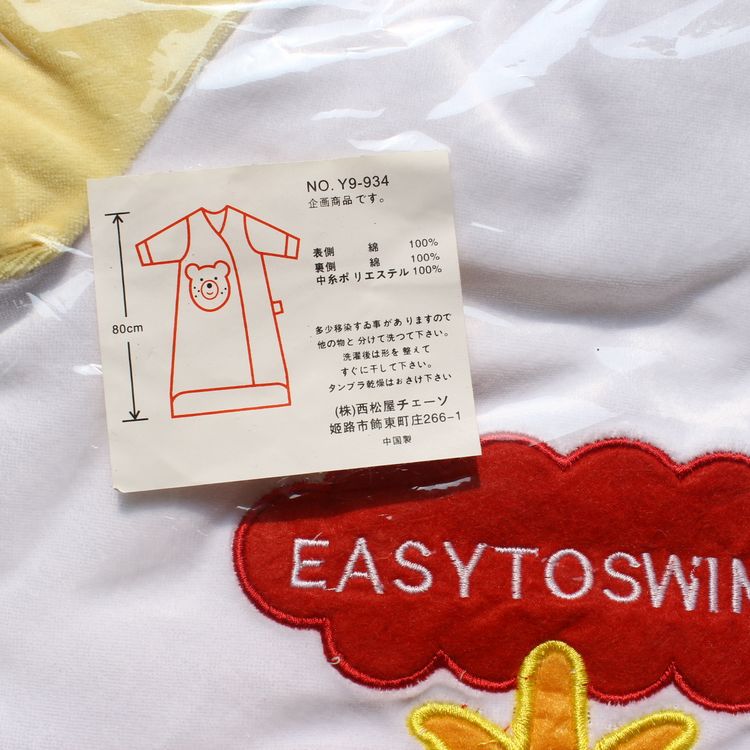 NO. Y9-934
企画商品です。
表側 綿 100%
裏側 綿 100%
中糸ポリエステル 100%
80cm
多少移染すゐ事がありますので
他の物と分けて洗つて下さい。
洗濯後は形を整えて
すぐに干して下さい。
タンプラ乾燥はおさけ下さい
(株)西松屋チェーソ
姫路市飾東町庄266-1
中国製
EASYTOSWIM